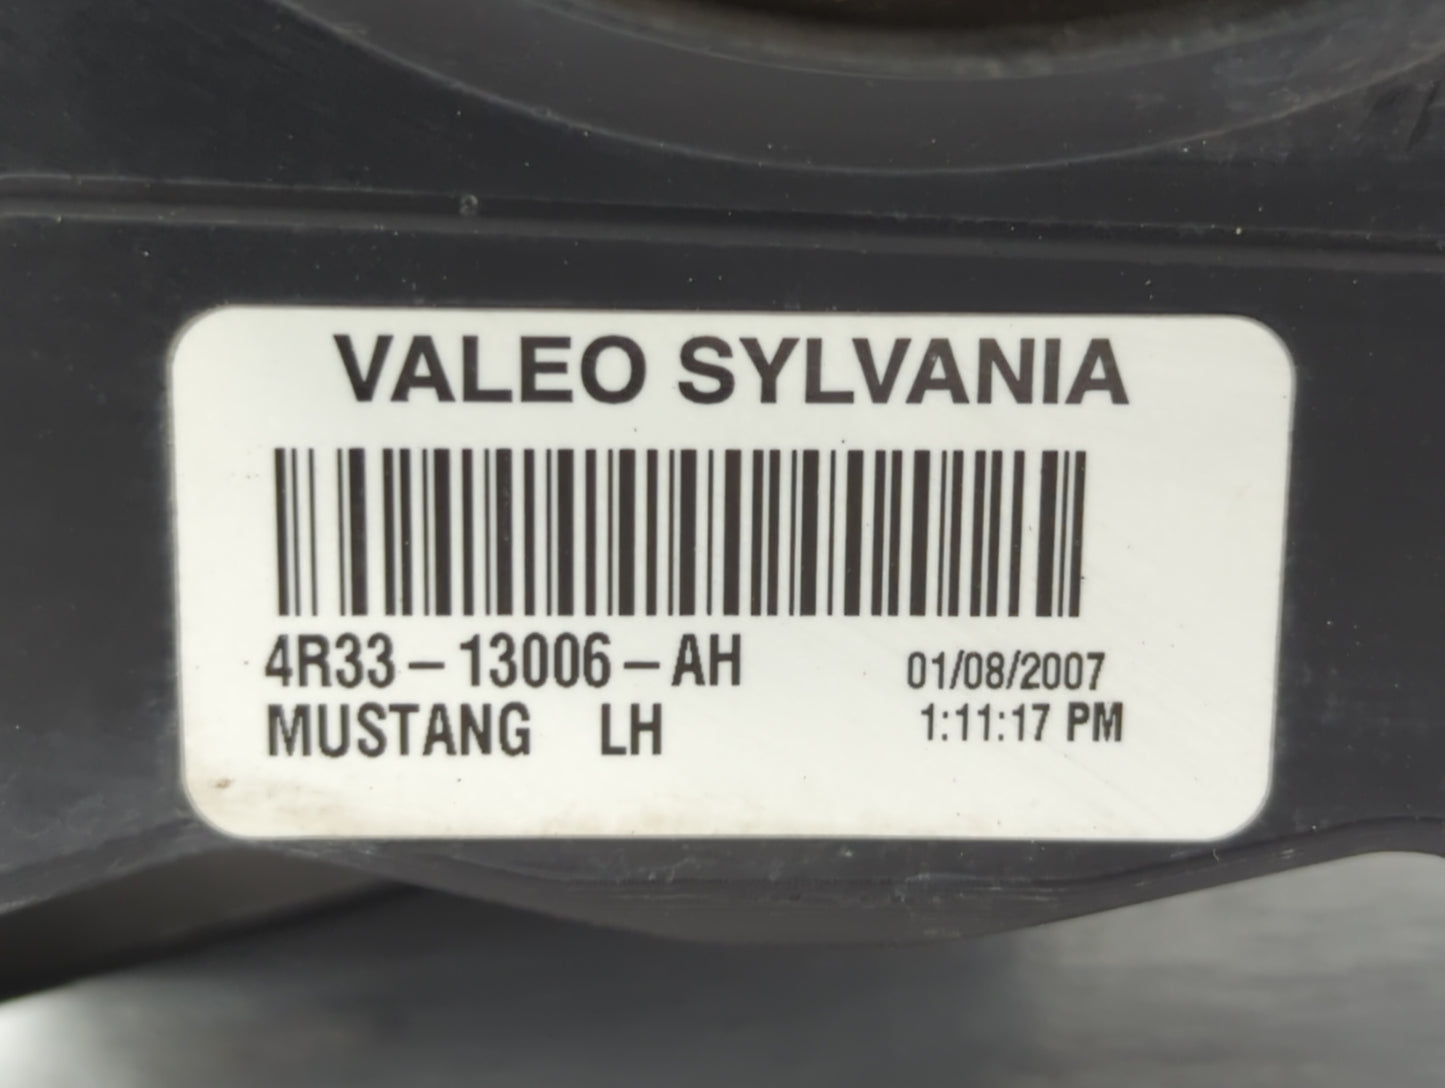 VALEO SYLVANIA
4R33-13006-AH 01/08/2007
MUSTANG LH 1:11:17 PM